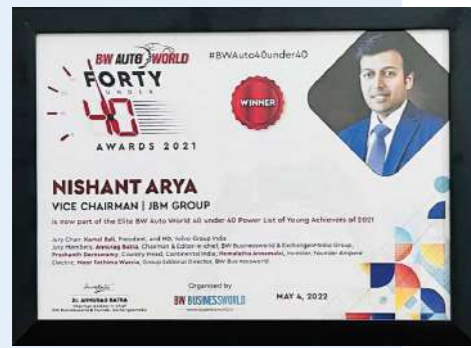 BW AUTO WORLD
#BWAuto40under40
FORTY
UNDER
40
AWARDS 2021
WINNER
NISHANT ARYA
VICE CHAIRMAN | JBM GROUP
is now part of the Elite BW Auto World 40 under 40 Power List of Young Achievers of 2021
Jury Chair: Kamal Bali, President, and MD, Volvo Group India
Jury Members: Annurag Batra, Chairman & Editor-in-chief, BW Businessworld & Exchange4Media Group,
Prashanth Doreswamy, Country Head, Continental India; Hemalatha Annamalai, Investor, Founder Ampere
Electric; Noor Fathima Warsia, Group Editorial Director, BW Businessworld
Organised by
Dr. ANNURAG BATRA
BW BUSINESSWORLD
MAY 4, 2022